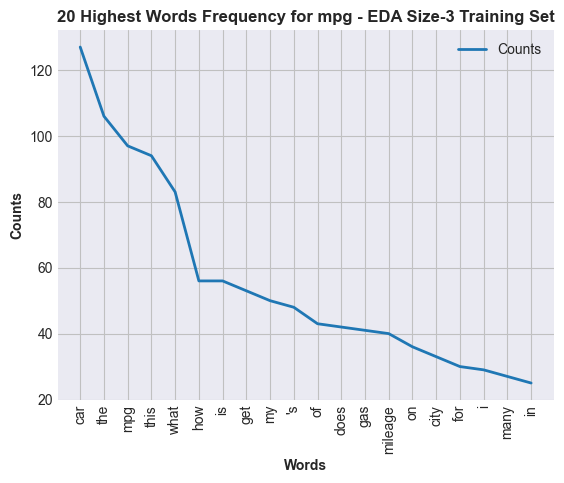 20 Highest Words Frequency for mpg - EDA Size-3 Training Set
Counts
120
100
80
60
40
20
Counts
car
the
mpg
this
what
how
is
get
my
's
of
does
gas
mileage
on
city
for
i
many
in
Words